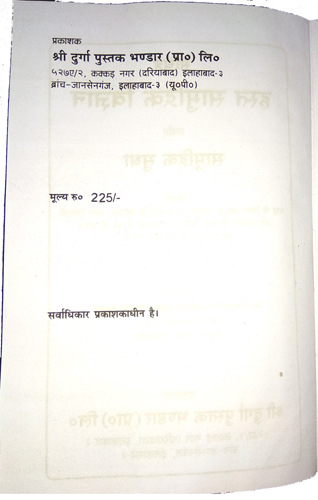 प्रकाशक
श्री दुर्गा पुस्तक भण्डार (प्रा०) लि०
५२७ए/२, कक्कड़ नगर (दरियाबाद) इलाहाबाद-३
ब्रांच-जानसेनगंज, इलाहाबाद-३ (यू०पी०)
मूल्य रु० 225/-
सर्वाधिकार प्रकाशकाधीन है।